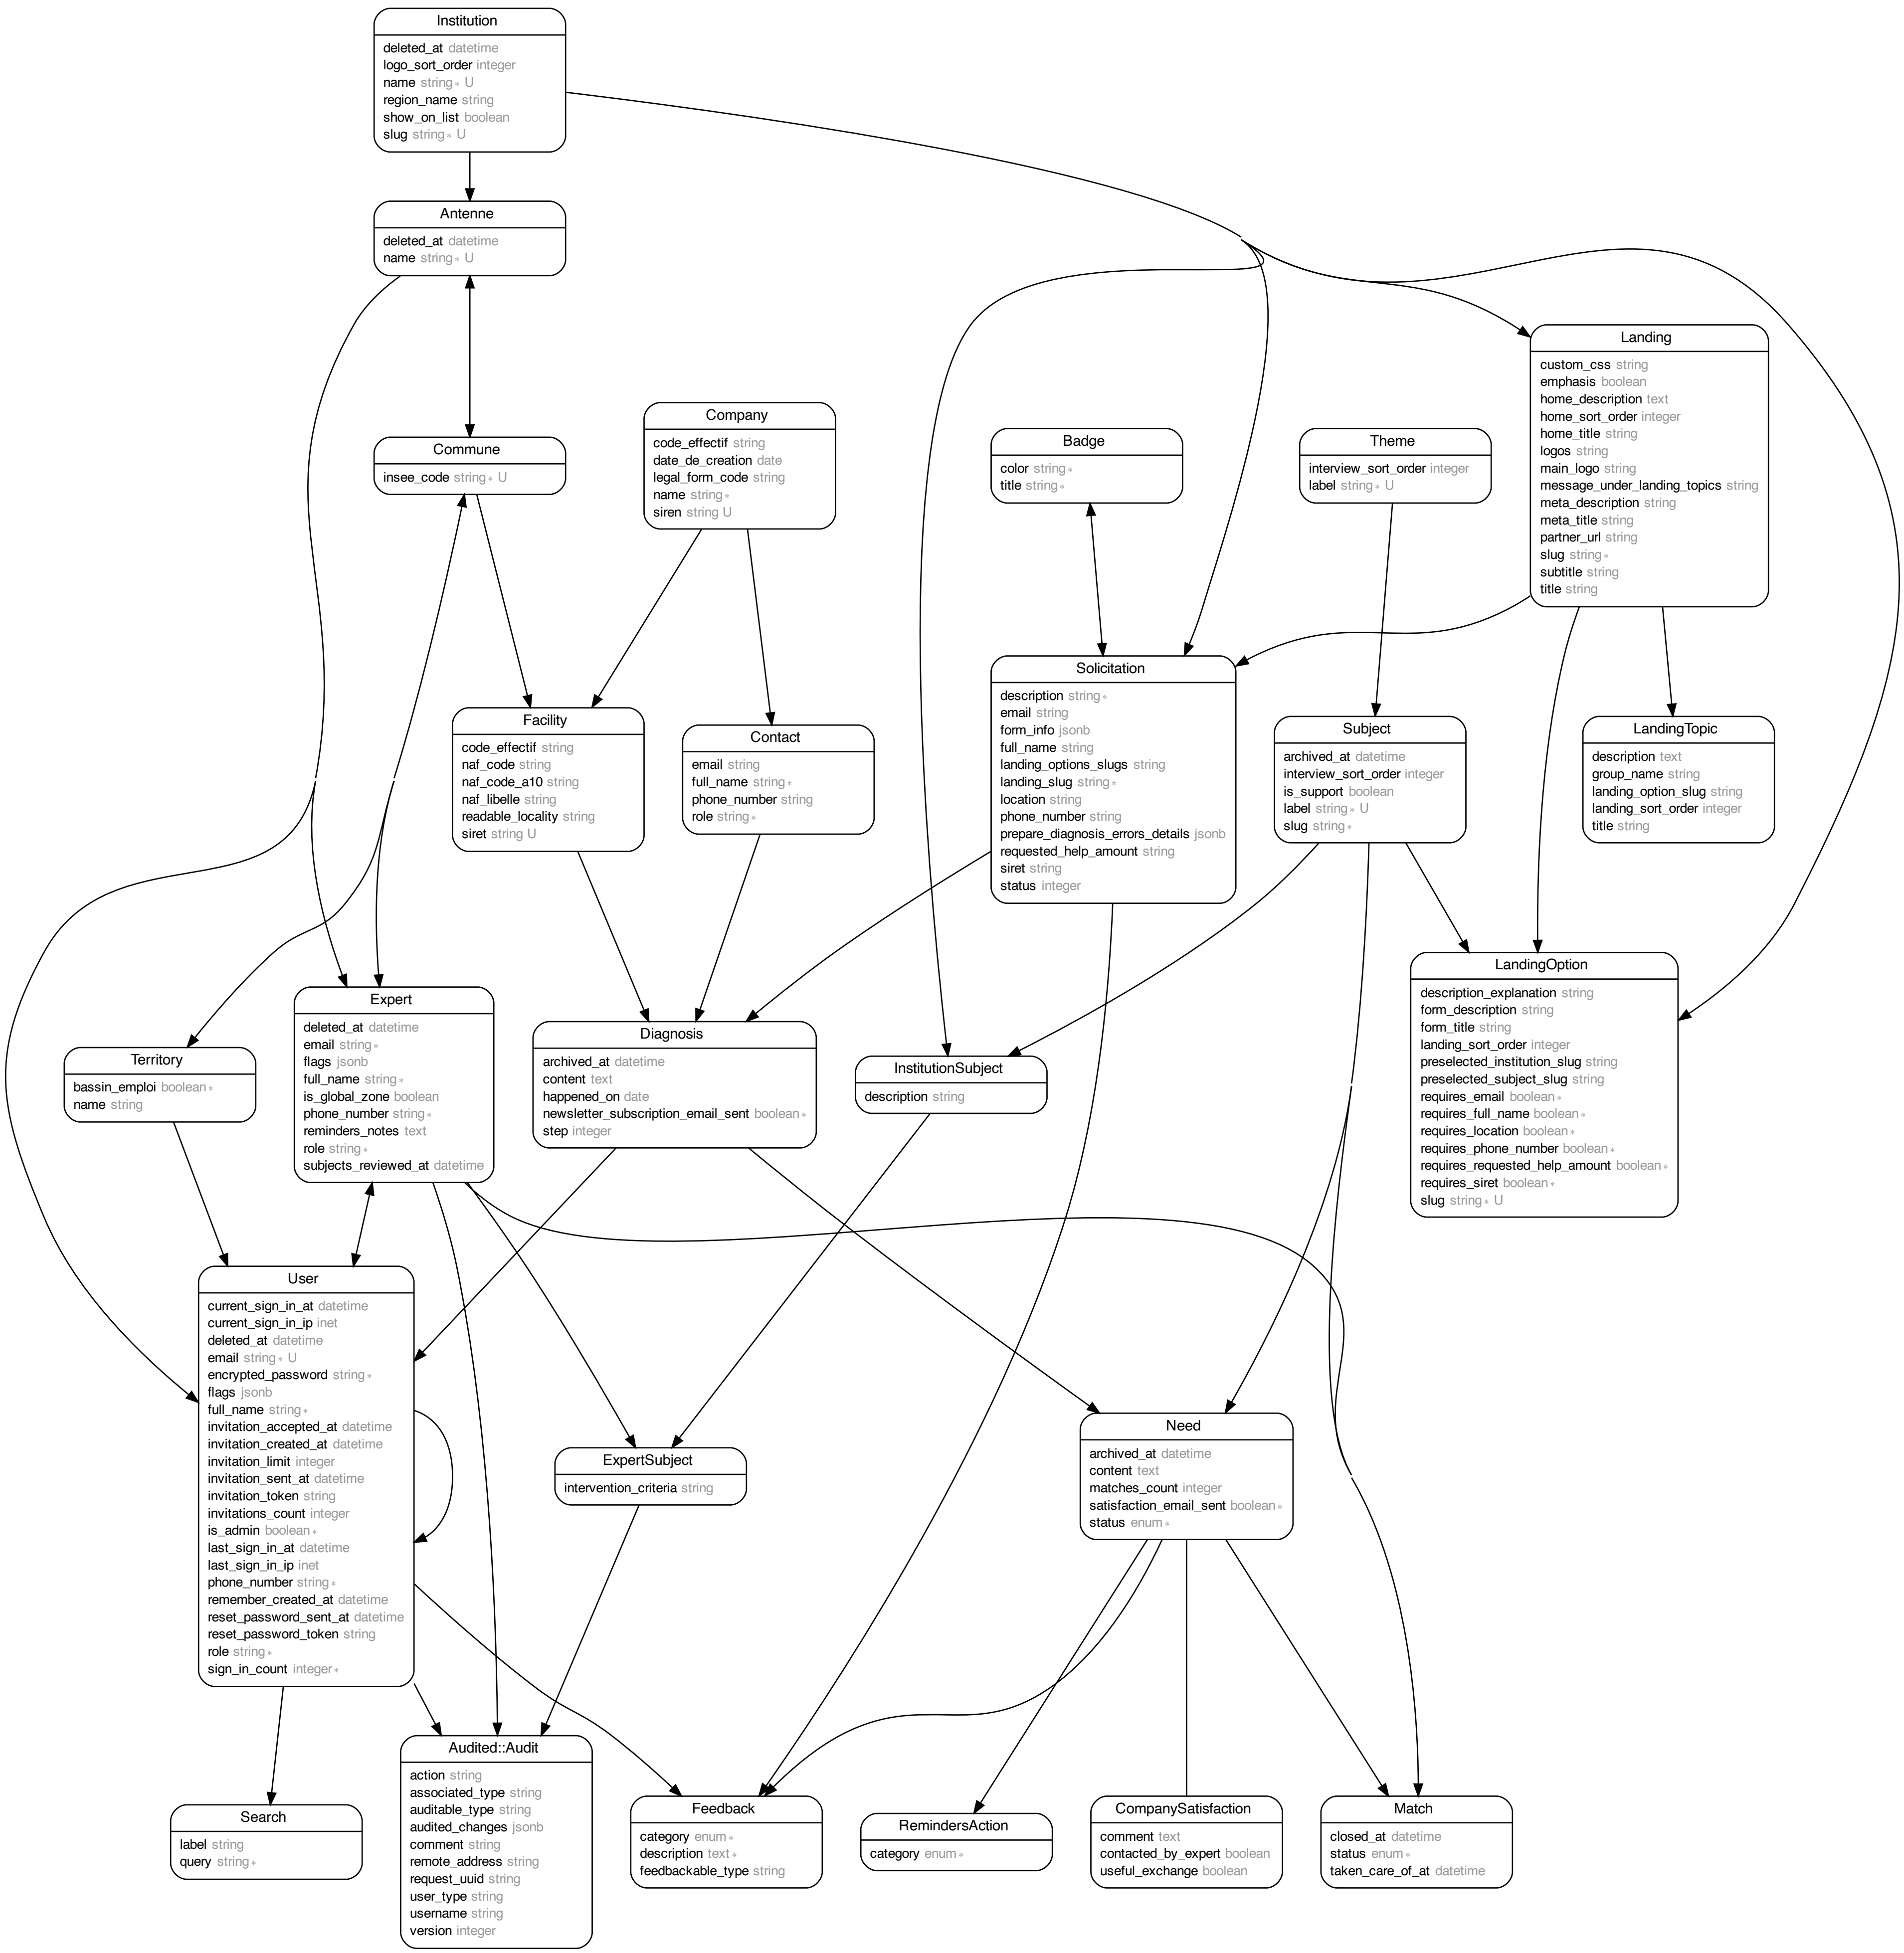 Institution
deleted_at datetime
logo_sort_order integer
name string∗ U
region_name string
show_on_list boolean
slug string∗ U
Antenne
deleted_at datetime
name string∗ U
Landing
custom_css string
emphasis boolean
home_description text
home_sort_order integer
home_title string
logos string
main_logo string
message_under_landing_topics string
meta_description string
meta_title string
partner_url string
slug string∗
subtitle string
title string
Company
code_effectif string
date_de_creation date
legal_form_code string
name string∗
siren string U
Commune
insee_code string∗ U
Badge
color string∗
title string∗
Theme
interview_sort_order integer
label string∗ U
Solicitation
description string∗
email string
form_info jsonb
full_name string
landing_options_slugs string
landing_slug string∗
location string
phone_number string
prepare_diagnosis_errors_details jsonb
requested_help_amount string
siret string
status integer
Facility
code_effectif string
naf_code string
naf_code_a10 string
naf_libelle string
readable_locality string
siret string U
Contact
email string
full_name string∗
phone_number string
role string∗
Subject
archived_at datetime
interview_sort_order integer
is_support boolean
label string∗ U
slug string∗
LandingTopic
description text
group_name string
landing_option_slug string
landing_sort_order integer
title string
LandingOption
description_explanation string
form_description string
form_title string
landing_sort_order integer
preselected_institution_slug string
preselected_subject_slug string
requires_email boolean∗
requires_full_name boolean∗
requires_location boolean∗
requires_phone_number boolean∗
requires_requested_help_amount boolean∗
requires_siret boolean∗
slug string∗ U
Expert
deleted_at datetime
email string∗
flags jsonb
full_name string∗
is_global_zone boolean
phone_number string∗
reminders_notes text
role string∗
subjects_reviewed_at datetime
Territory
bassin_emploi boolean∗
name string
Diagnosis
archived_at datetime
content text
happened_on date
newsletter_subscription_email_sent boolean∗
step integer
InstitutionSubject
description string
User
current_sign_in_at datetime
current_sign_in_ip inet
deleted_at datetime
email string∗ U
encrypted_password string∗
flags jsonb
full_name string∗
invitation_accepted_at datetime
invitation_created_at datetime
invitation_limit integer
invitation_sent_at datetime
invitation_token string
invitations_count integer
is_admin boolean∗
last_sign_in_at datetime
last_sign_in_ip inet
phone_number string∗
remember_created_at datetime
reset_password_sent_at datetime
reset_password_token string
role string∗
sign_in_count integer∗
ExpertSubject
intervention_criteria string
Need
archived_at datetime
content text
matches_count integer
satisfaction_email_sent boolean∗
status enum∗
Search
label string
query string∗
Audited::Audit
action string
associated_type string
auditable_type string
audited_changes jsonb
comment string
remote_address string
request_uuid string
user_type string
username string
version integer
Feedback
category enum∗
description text∗
feedbackable_type string
RemindersAction
category enum∗
CompanySatisfaction
comment text
contacted_by_expert boolean
useful_exchange boolean
Match
closed_at datetime
status enum∗
taken_care_of_at datetime